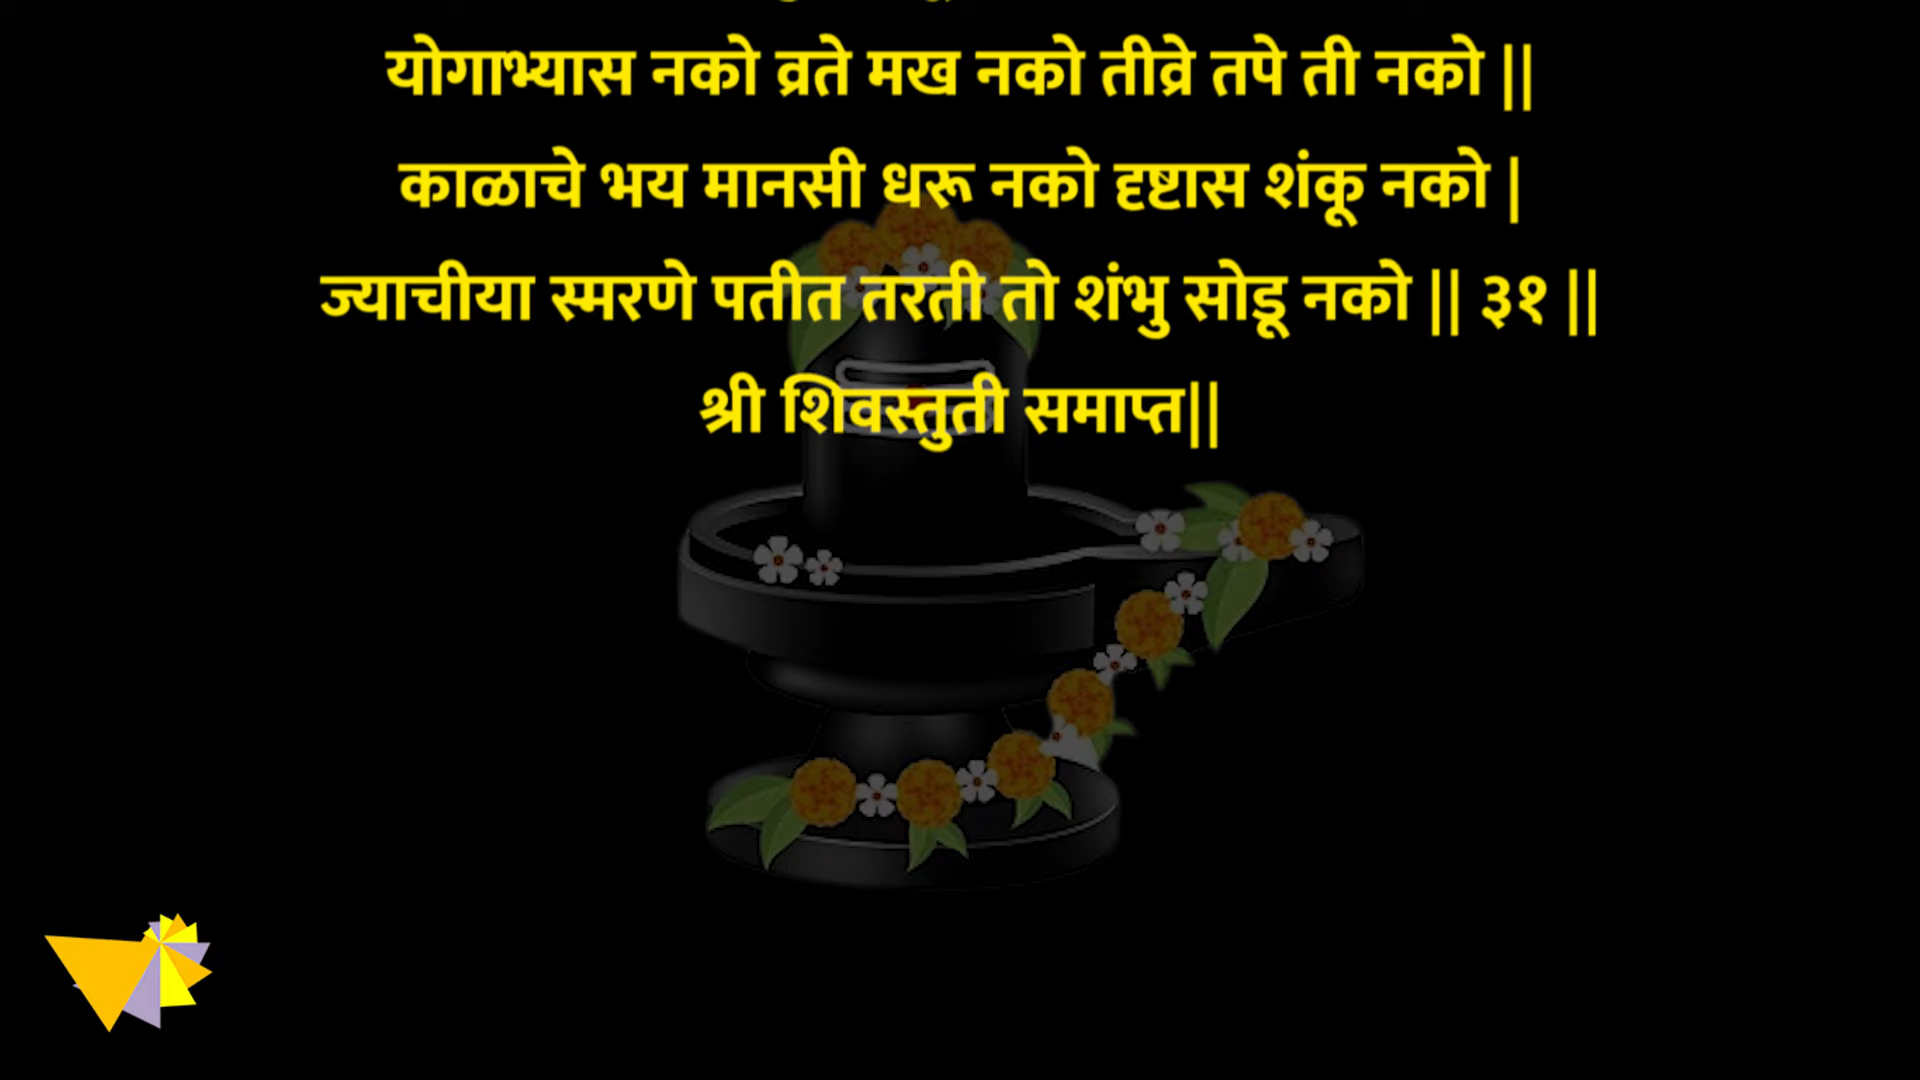 योगाभ्यास नको व्रते मख नको तीव्रे तपे ती नको ||
काळाचे भय मानसी धरू नको दृष्टास शंकू नको |
ज्याचीया स्मरणे पतीत तरती तो शंभु सोडू नको || ३१ ||
श्री शिवस्तुती समाप्त||